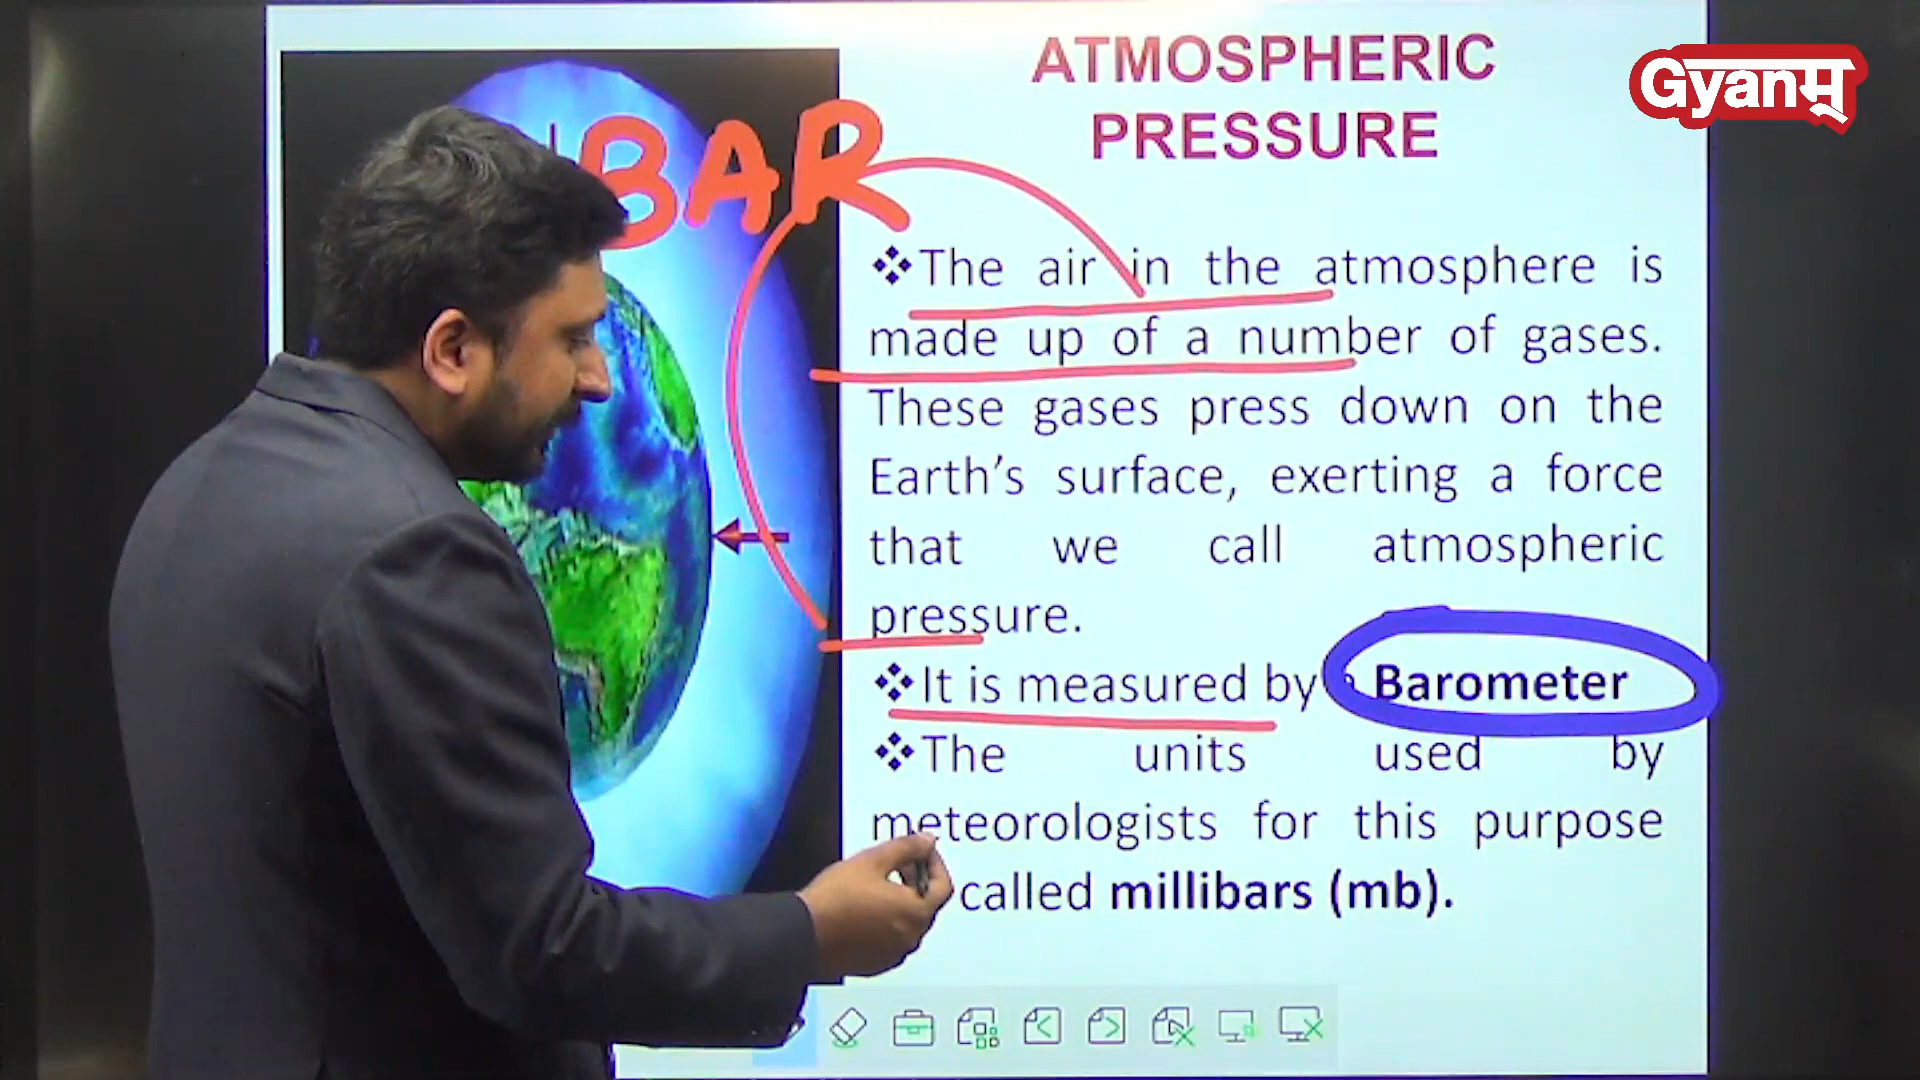 ATMOSPHERIC
PRESSURE
Gyanम्
BAR
❖The air in the atmosphere is
made up of a number of gases.
These gases press down on the
Earth’s surface, exerting a force
that we call atmospheric
pressure.
❖It is measured by Barometer
❖The units used by
meteorologists for this purpose
called millibars (mb).